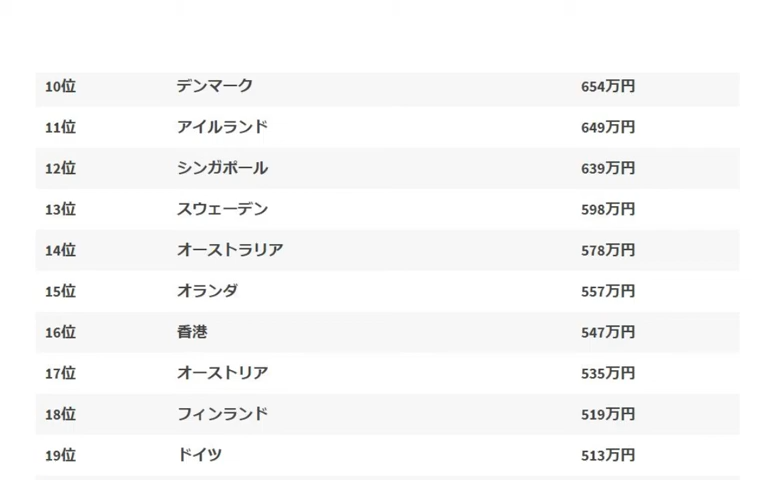 10位 デンマーク 654万円
11位 アイルランド 649万円
12位 シンガポール 639万円
13位 スウェーデン 598万円
14位 オーストラリア 578万円
15位 オランダ 557万円
16位 香港 547万円
17位 オーストリア 535万円
18位 フィンランド 519万円
19位 ドイツ 513万円